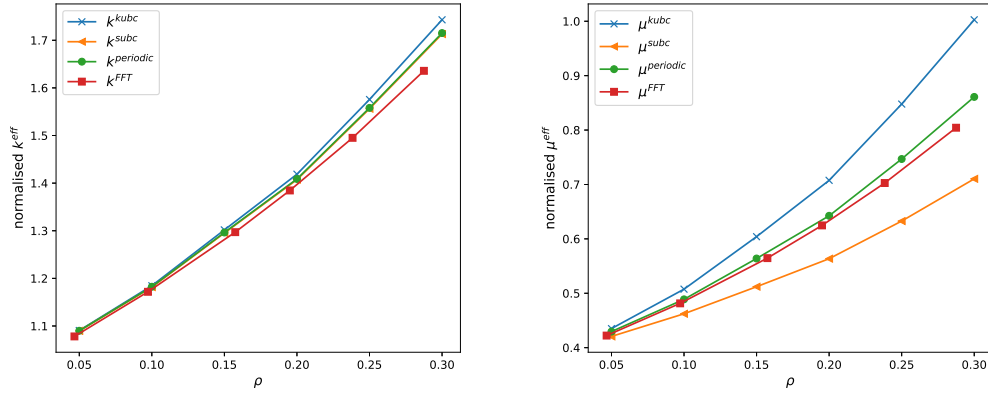 k^kubc
k^subc
k^periodic
k^FFT
1.7
1.6
1.5
1.4
1.3
1.2
1.1
normalised k^eff
0.05 0.10 0.15 0.20 0.25 0.30
ρ
μ^kubc
μ^subc
μ^periodic
μ^FFT
1.0
0.9
0.8
0.7
0.6
0.5
0.4
normalised μ^eff
0.05 0.10 0.15 0.20 0.25 0.30
ρ